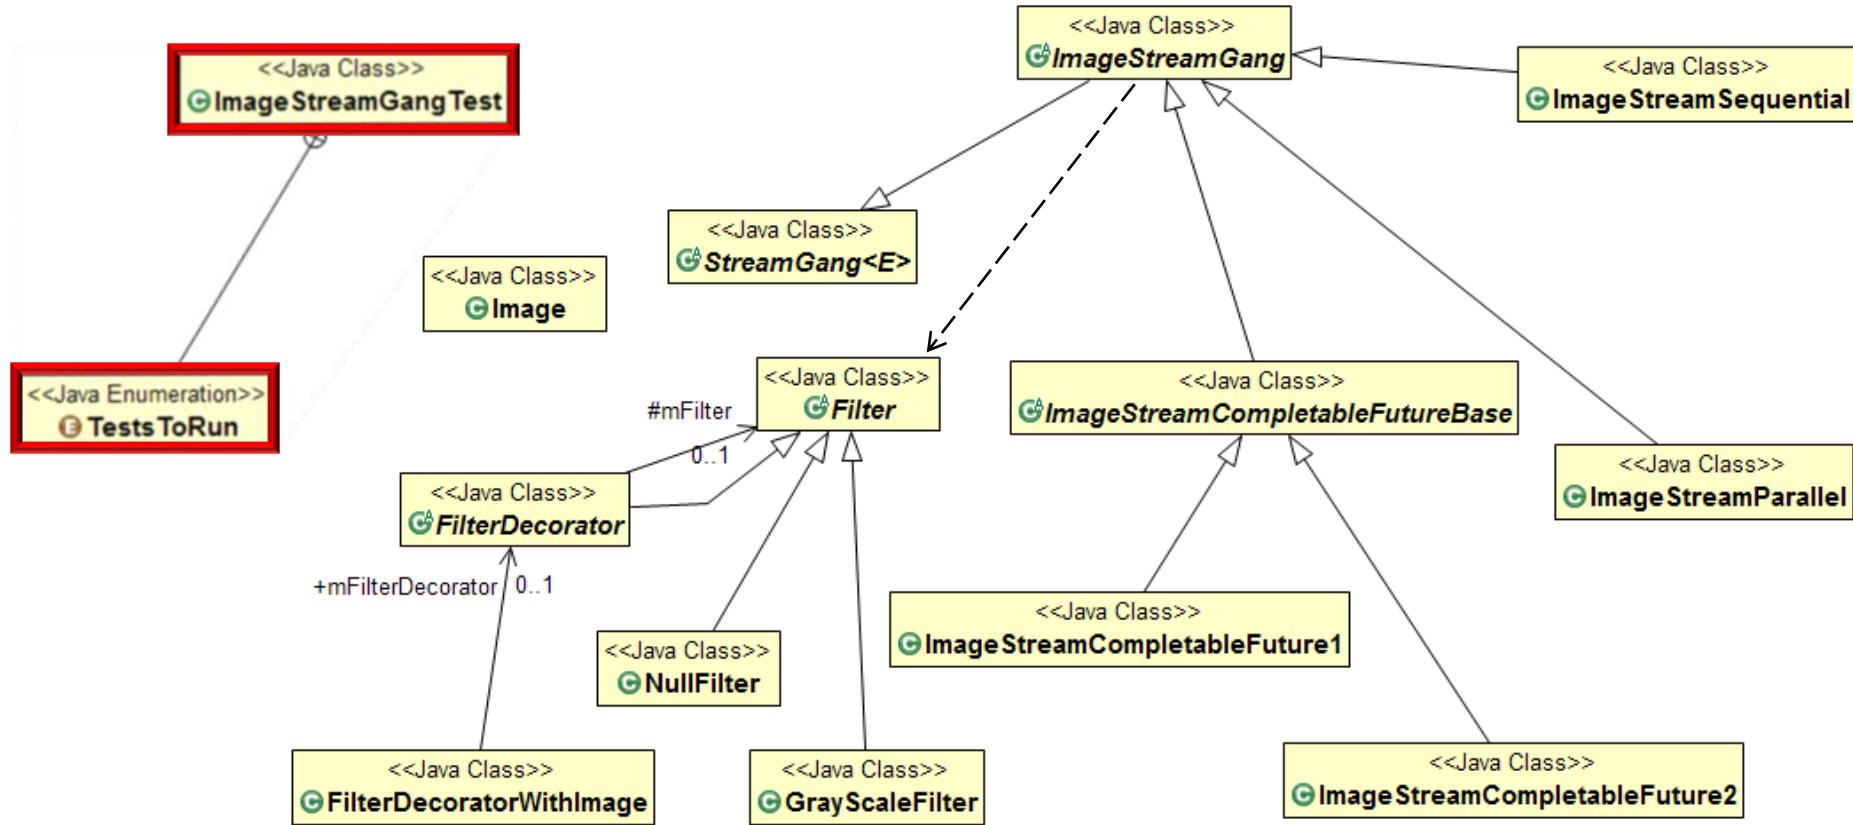 <<Java Class>>
ImageStreamGang
<<Java Class>>
ImageStreamGangTest
<<Java Class>>
ImageStreamSequential
<<Java Class>>
StreamGang<E>
<<Java Class>>
Image
<<Java Class>>
Filter
<<Java Class>>
ImageStreamCompletableFutureBase
<<Java Enumeration>>
TestsToRun
#mFilter
0..1
<<Java Class>>
ImageStreamParallel
<<Java Class>>
FilterDecorator
+mFilterDecorator
0..1
<<Java Class>>
ImageStreamCompletableFuture1
<<Java Class>>
NullFilter
<<Java Class>>
FilterDecoratorWithImage
<<Java Class>>
GrayScaleFilter
<<Java Class>>
ImageStreamCompletableFuture2